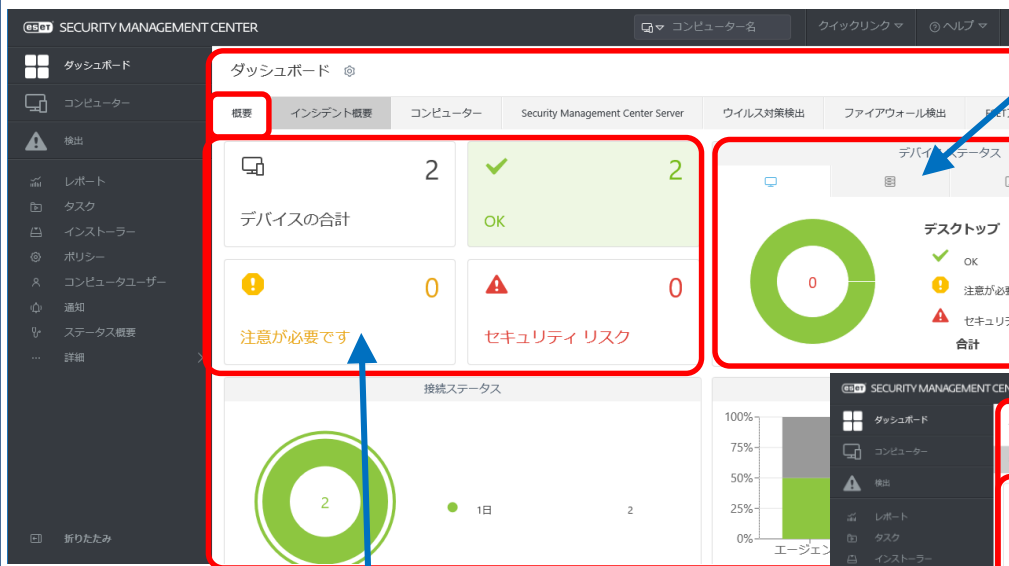 eset SECURITY MANAGEMENT CENTER
コンピューター名
クイックリンク
ヘルプ
ダッシュボード
コンピューター
検出
レポート
タスク
インストーラー
ポリシー
コンピュータユーザー
通知
ステータス概要
詳細
折りたたみ
ダッシュボード
概要
インシデント概要
コンピューター
Security Management Center Server
ウイルス対策検出
ファイアウォール検出
2
デバイスの合計
2
OK
0
注意が必要です
0
セキュリティ リスク
デバイスステータス
0
デスクトップ
OK
注意が必要
セキュリテ
合計
接続ステータス
2
1日
2
100%
75%
50%
25%
0%
エージェン
eset SECURITY MANAGEMENT CEN
ダッシュボード
コンピューター
検出
レポート
タスク
インストーラー